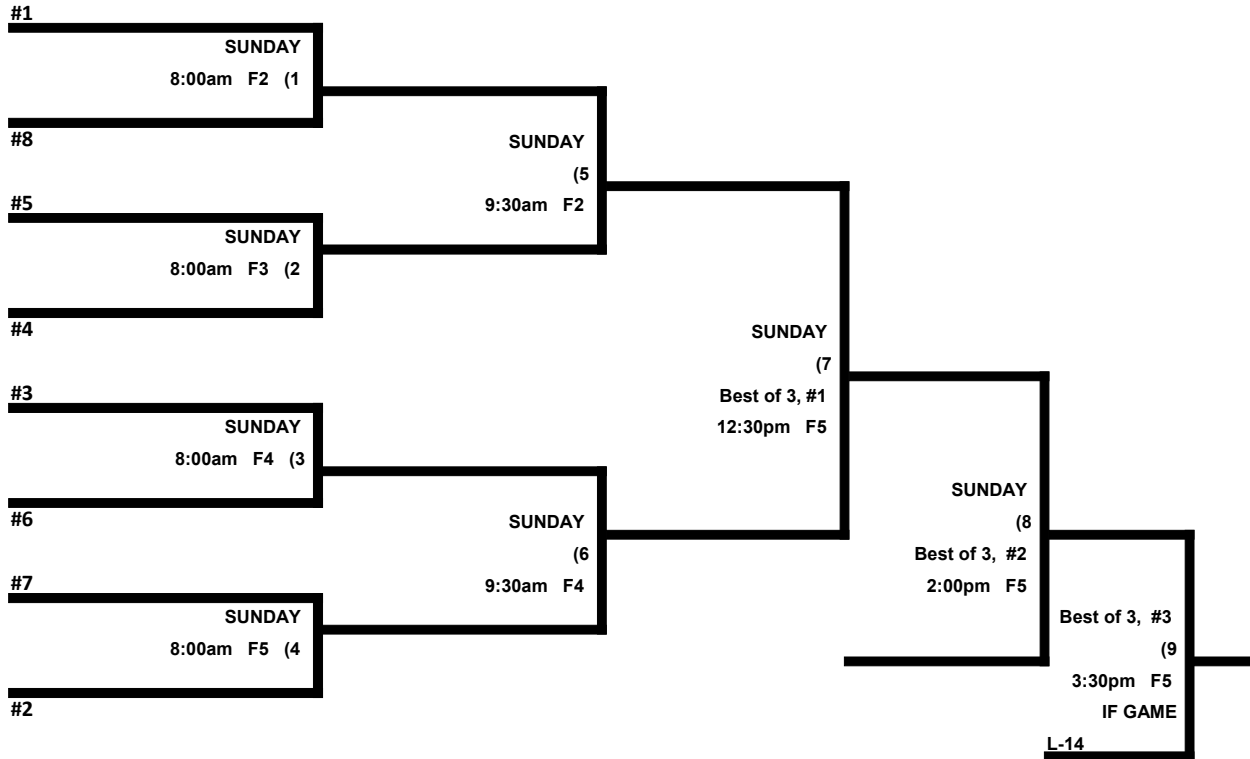 #1
SUNDAY
8:00am F2 (1
#8
SUNDAY
(5
9:30am F2
#5
SUNDAY
8:00am F3 (2
#4
SUNDAY
(7
Best of 3, #1
12:30pm F5
#3
SUNDAY
8:00am F4 (3
#6
SUNDAY
(6
9:30am F4
#7
SUNDAY
8:00am F5 (4
#2
SUNDAY
(8
Best of 3, #2
2:00pm F5
Best of 3, #3
(9
3:30pm F5
IF GAME
L-14